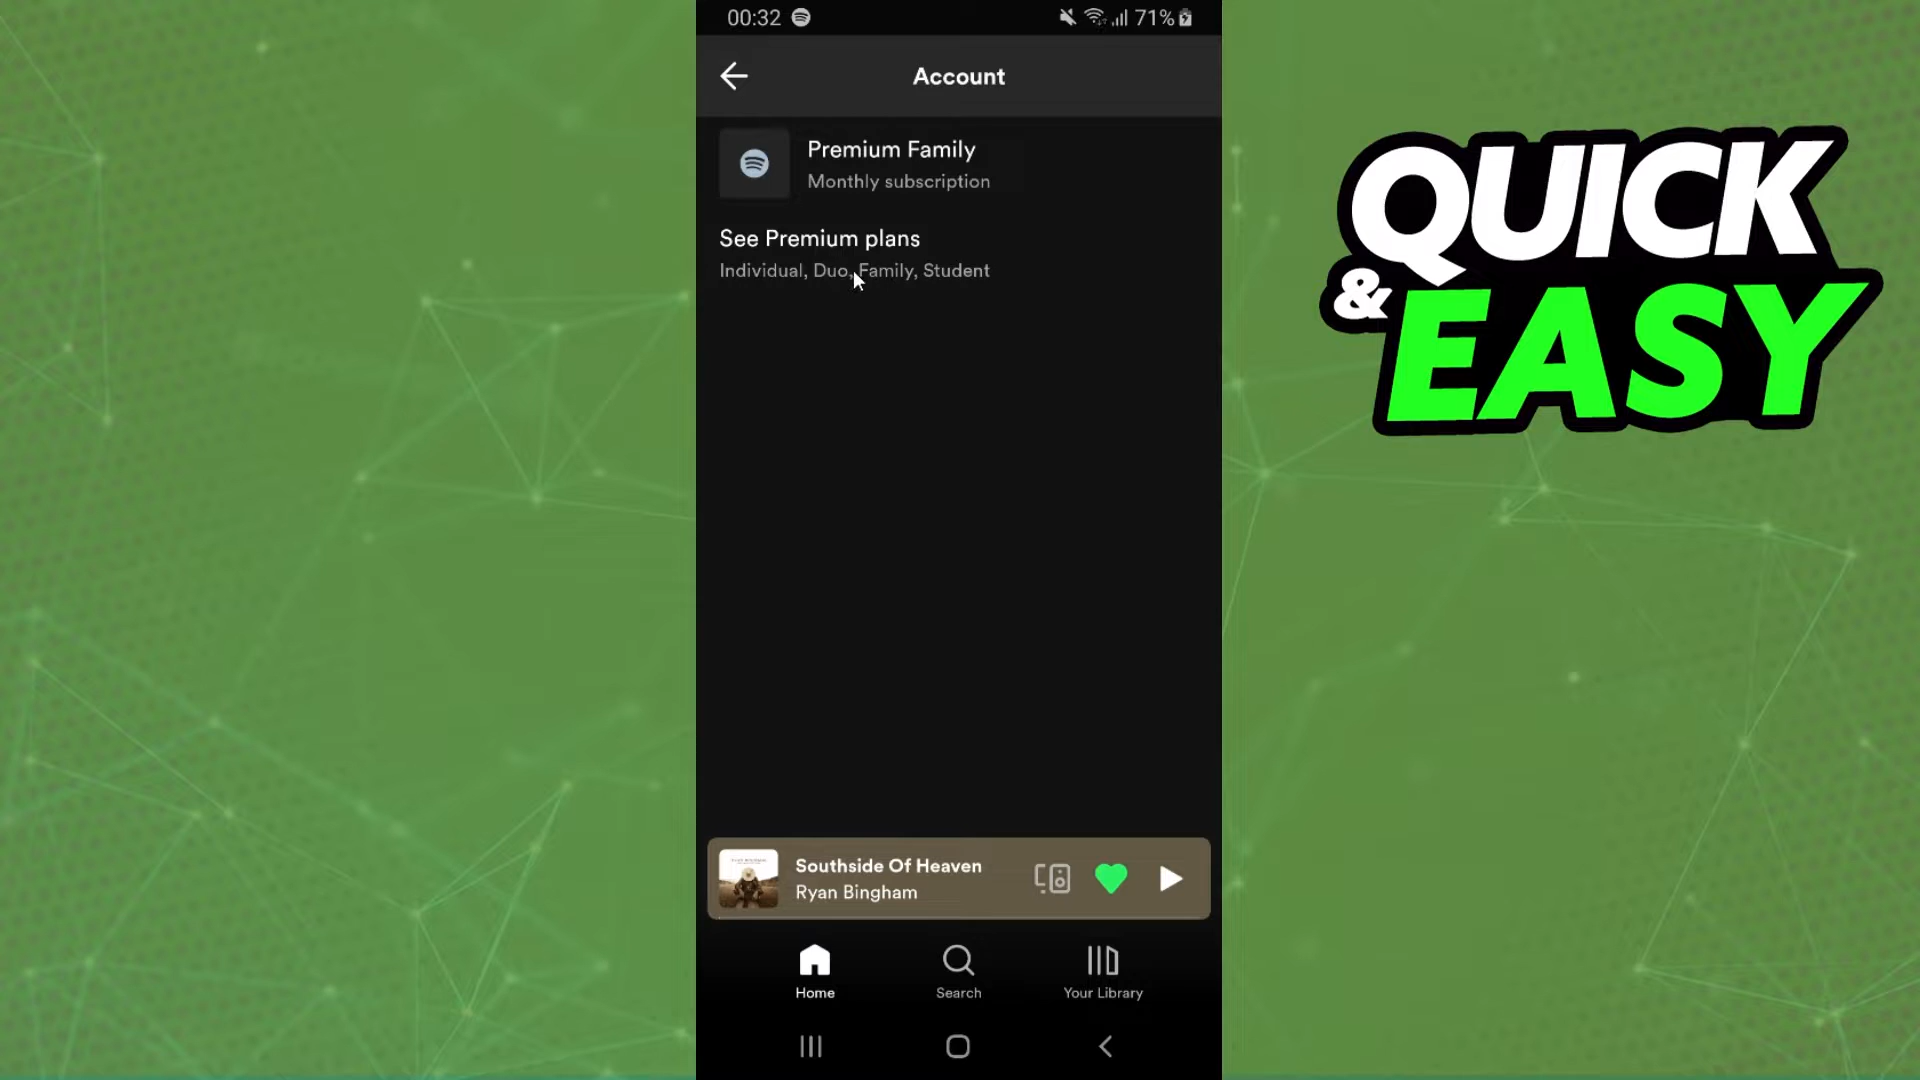 00:32
71%
Account
Premium Family
Monthly subscription
See Premium plans
Individual, Duo, Family, Student
QUICK
& EASY
Southside Of Heaven
Ryan Bingham
Home
Search
Your Library